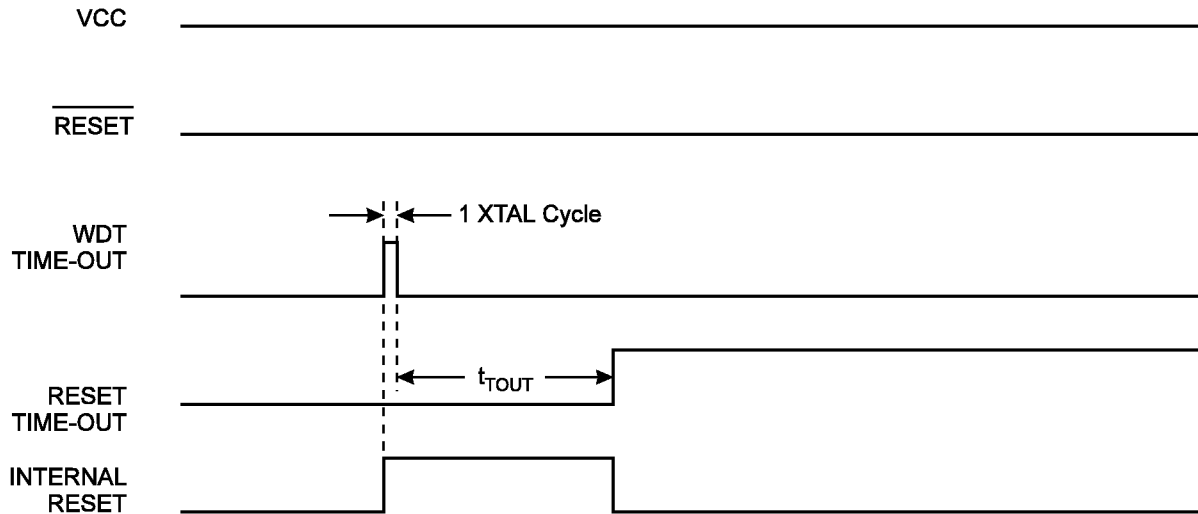 VCC
RESET
1 XTAL Cycle
WDT
TIME-OUT
tTOUT
RESET
TIME-OUT
INTERNAL
RESET